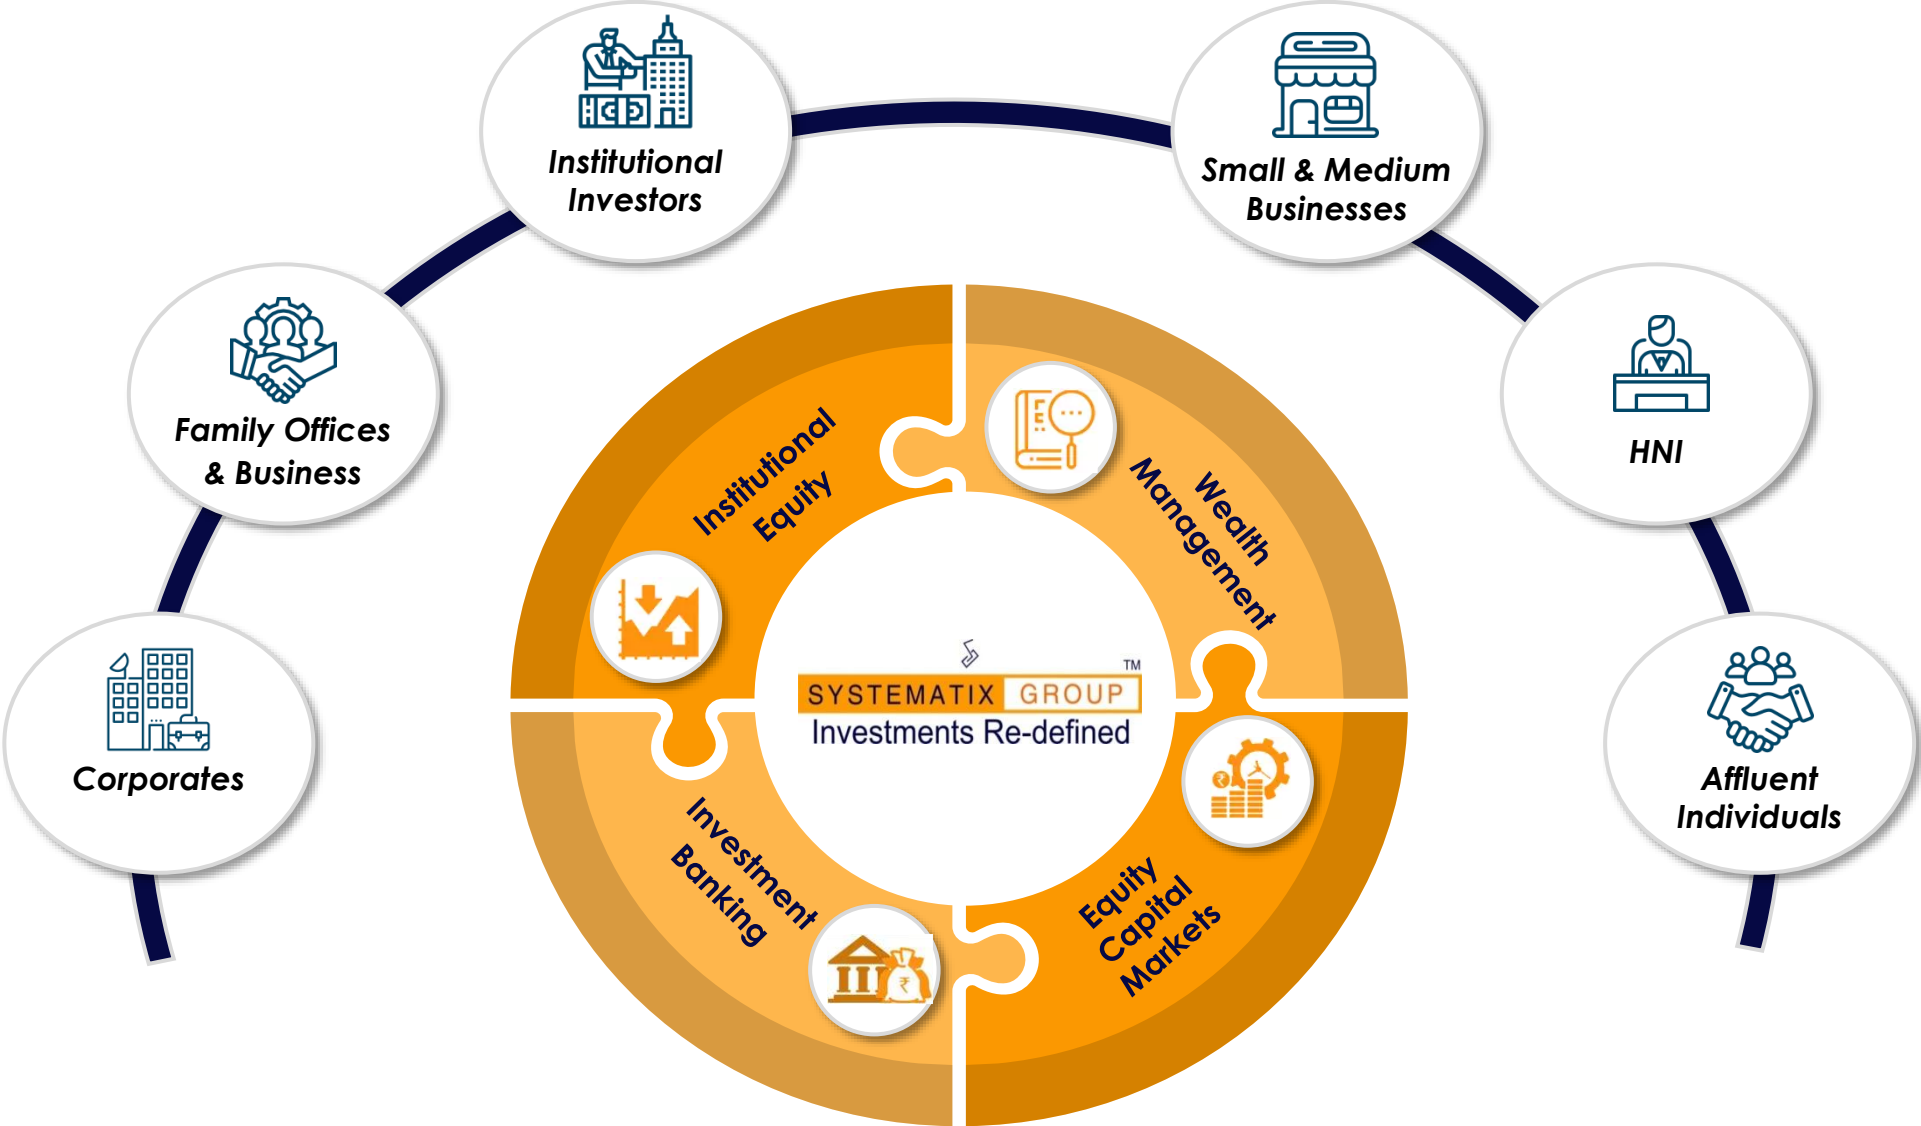 Institutional
Investors
Small & Medium
Businesses
Family Offices
& Business
HNI
Corporates
Affluent
Individuals
Institutional
Equity
Wealth
Management
Investment
Banking
Equity
Capital
Markets
SYSTEMATIX GROUP TM
Investments Re-defined
₹
₹